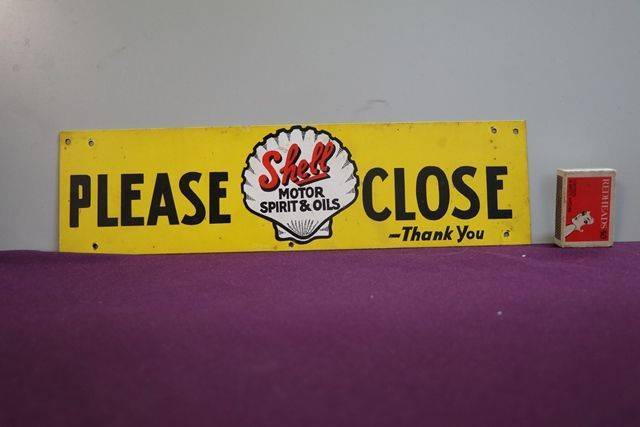 PLEASE
Shell
MOTOR
SPIRIT & OILS
CLOSE
-Thank You
REDHEADS